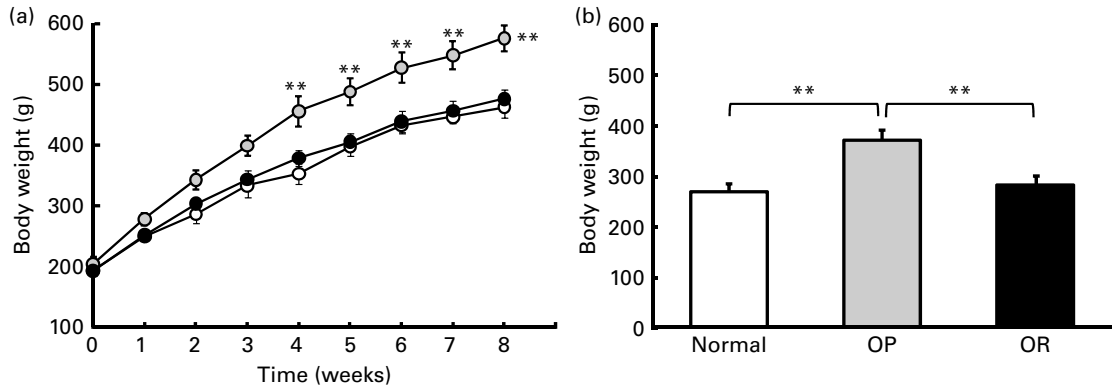 (a)
Body weight (g)
600
500
400
300
200
100
** ** ** ** **
0 1 2 3 4 5 6 7 8
Time (weeks)
(b)
Body weight (g)
600
500
400
300
200
100
0
** **
Normal OP OR